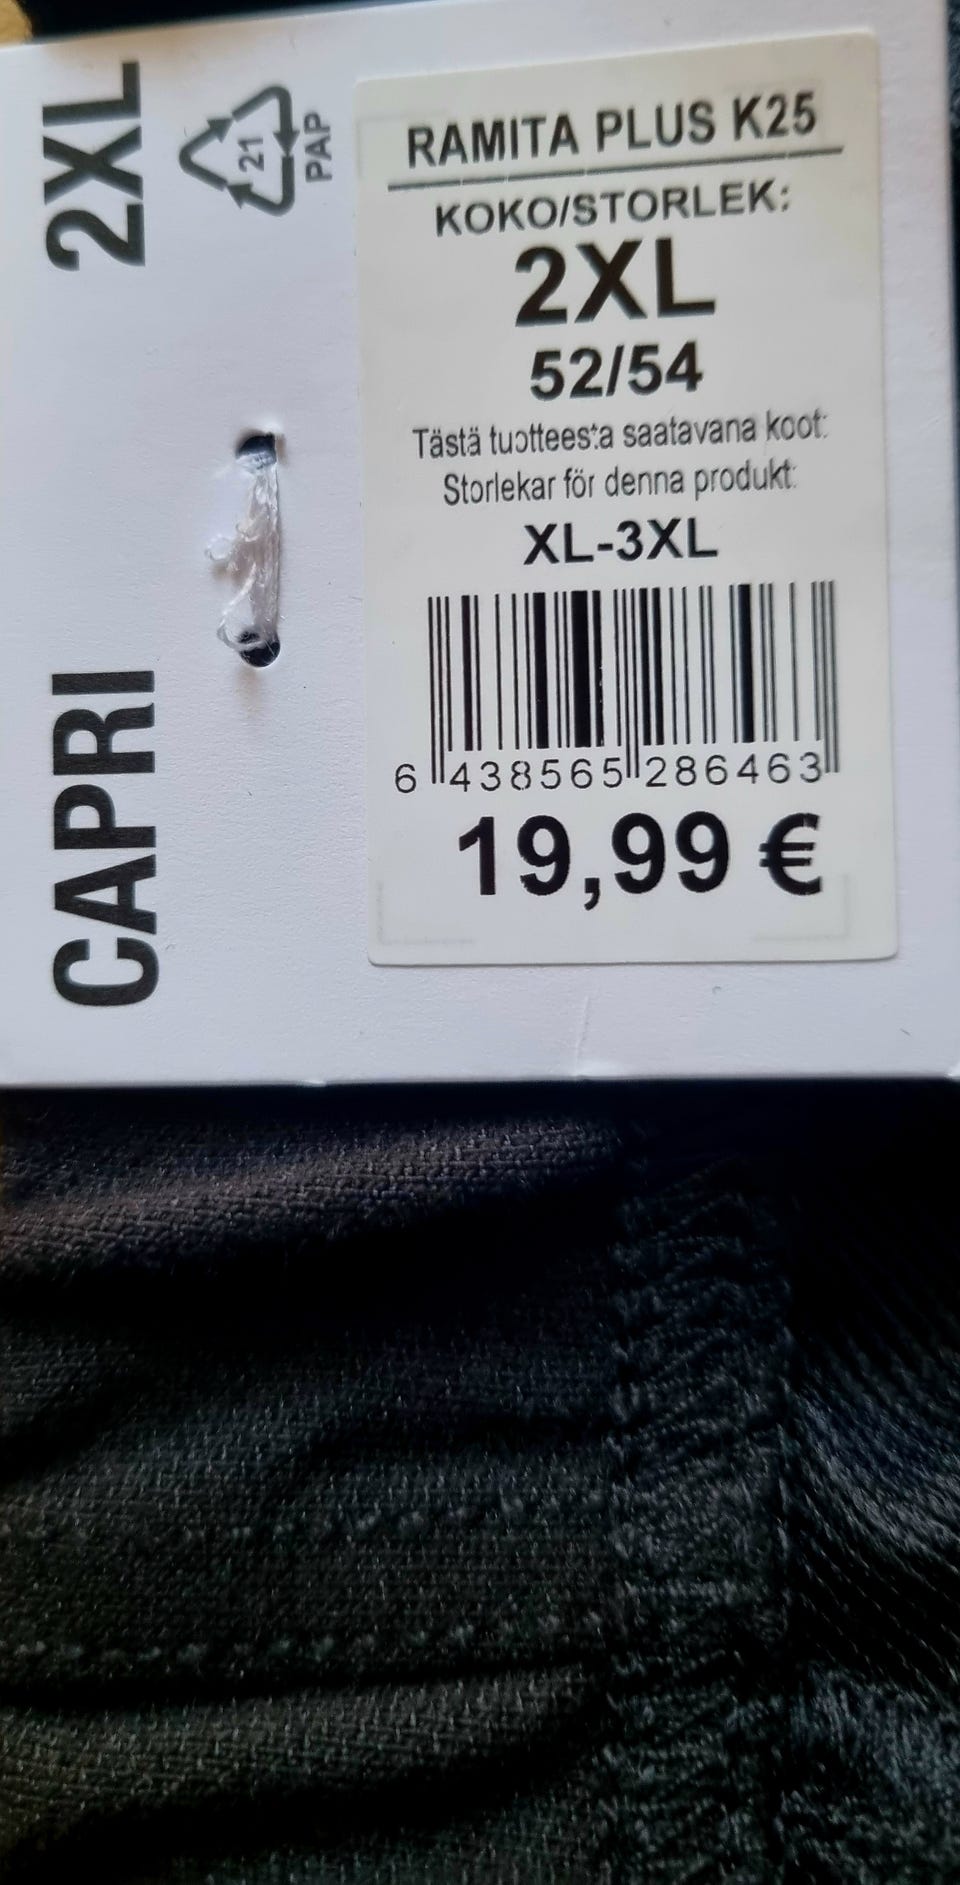 2XL
CAPRI
21
PAP
RAMITA PLUS K25
KOKO/STORLEK:
2XL
52/54
Tästä tuotteesta saatavana koot:
Storlekar för denna produkt:
XL-3XL
6 438565 286463
19,99 €